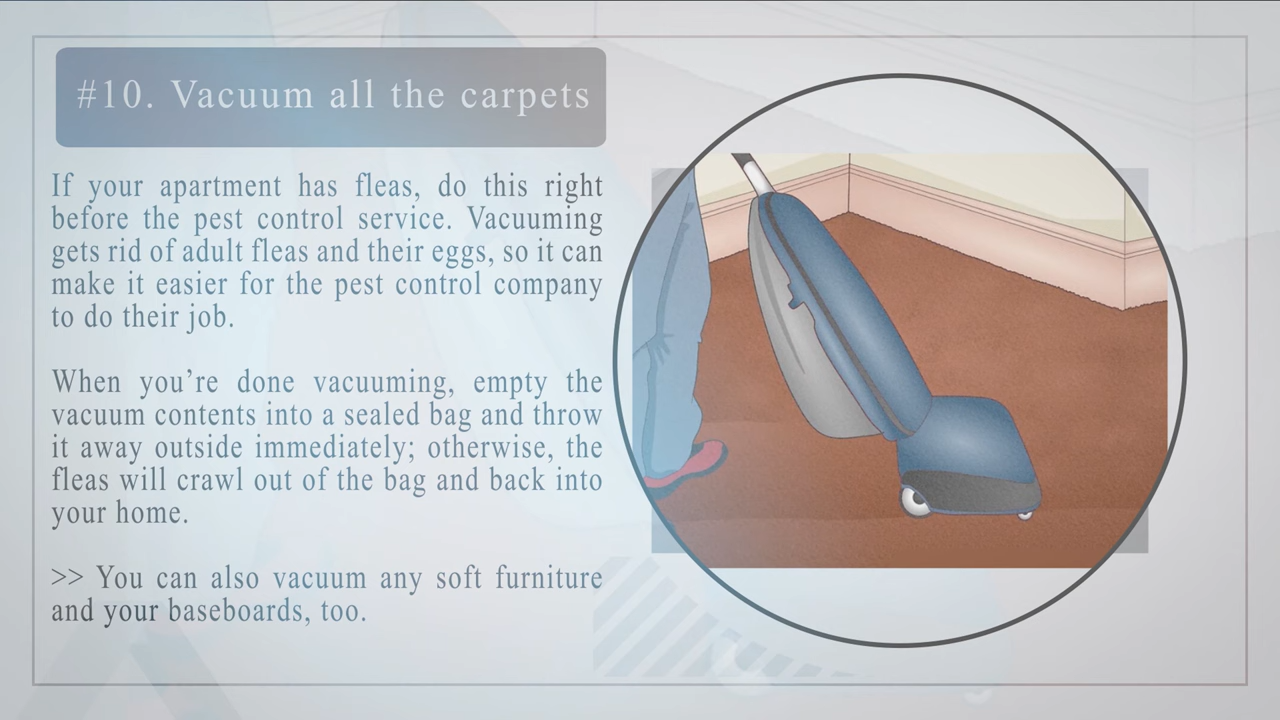 #10. Vacuum all the carpets
If your apartment has fleas, do this right
before the pest control service. Vacuuming
gets rid of adult fleas and their eggs, so it can
make it easier for the pest control company
to do their job.
When you’re done vacuuming, empty the
vacuum contents into a sealed bag and throw
it away outside immediately; otherwise, the
fleas will crawl out of the bag and back into
your home.
>> You can also vacuum any soft furniture
and your baseboards, too.